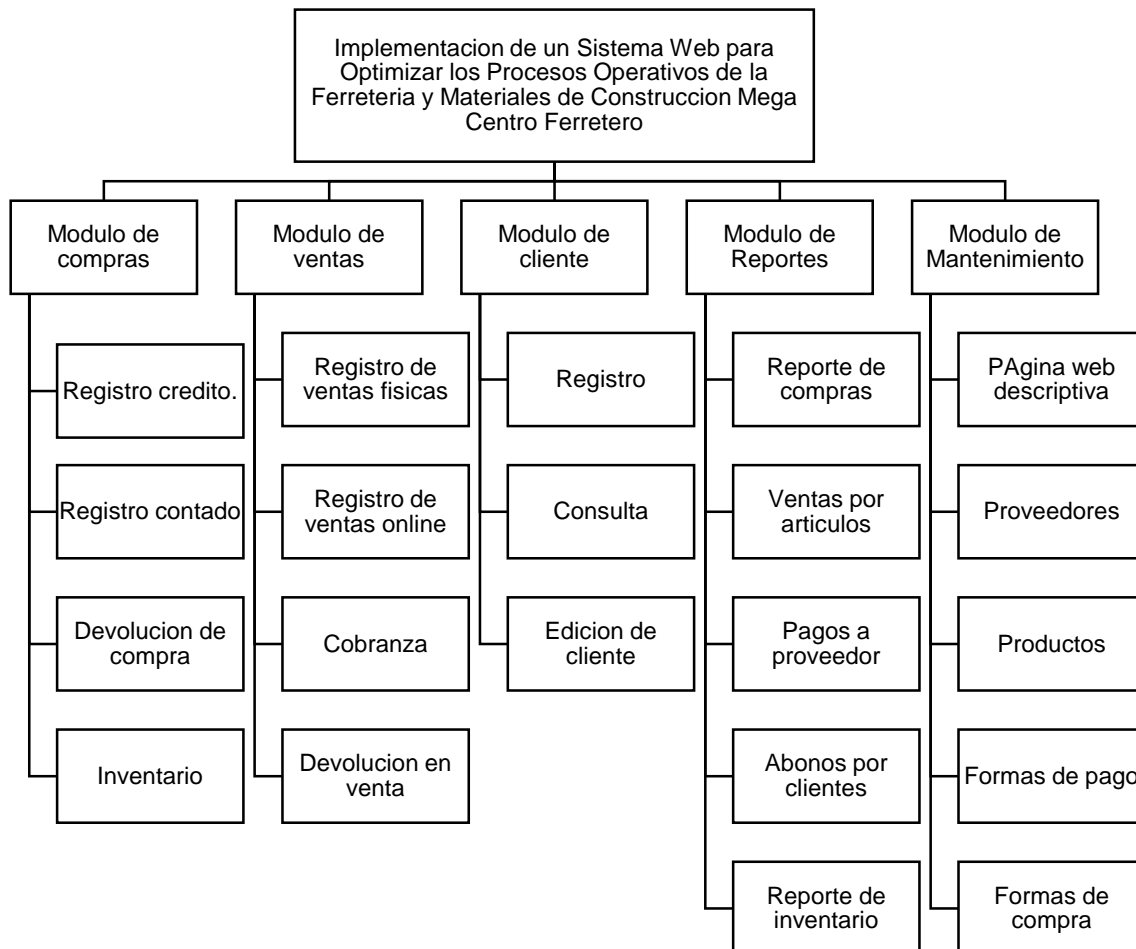 Implementacion de un Sistema Web para
Optimizar los Procesos Operativos de la
Ferreteria y Materiales de Construccion Mega
Centro Ferretero
Modulo de
compras
Modulo de
ventas
Modulo de
cliente
Modulo de
Reportes
Modulo de
Mantenimiento
Registro credito.
Registro contado
Devolucion de
compra
Inventario
Registro de
ventas fisicas
Registro de
ventas online
Cobranza
Devolucion en
venta
Registro
Consulta
Edicion de
cliente
Reporte de
compras
Ventas por
articulos
Pagos a
proveedor
Abonos por
clientes
Reporte de
inventario
PAgina web
descriptiva
Proveedores
Productos
Formas de pago
Formas de
compra